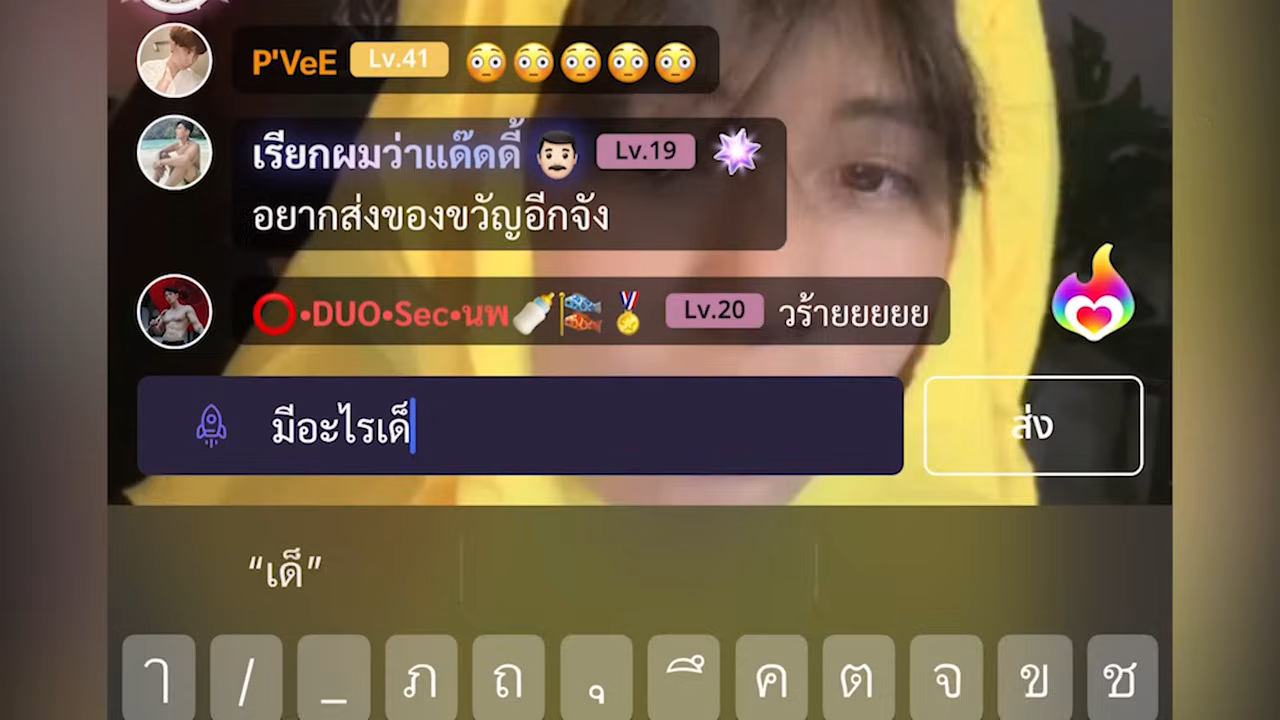 P'VeE Lv.41 😳😳😳😳😳
เรียกผมว่าแด๊ดดี้ 👨🏻 Lv.19
อยากส่งของขวัญอีกจัง
⭕•DUO•Sec•นพ🍼🎏🏅 Lv.20 วร้ายยยยย
มีอะไรเด็
ส่ง
“เด็”
ๅ / _ ภ ถ ุ ึ ค ต จ ข ช